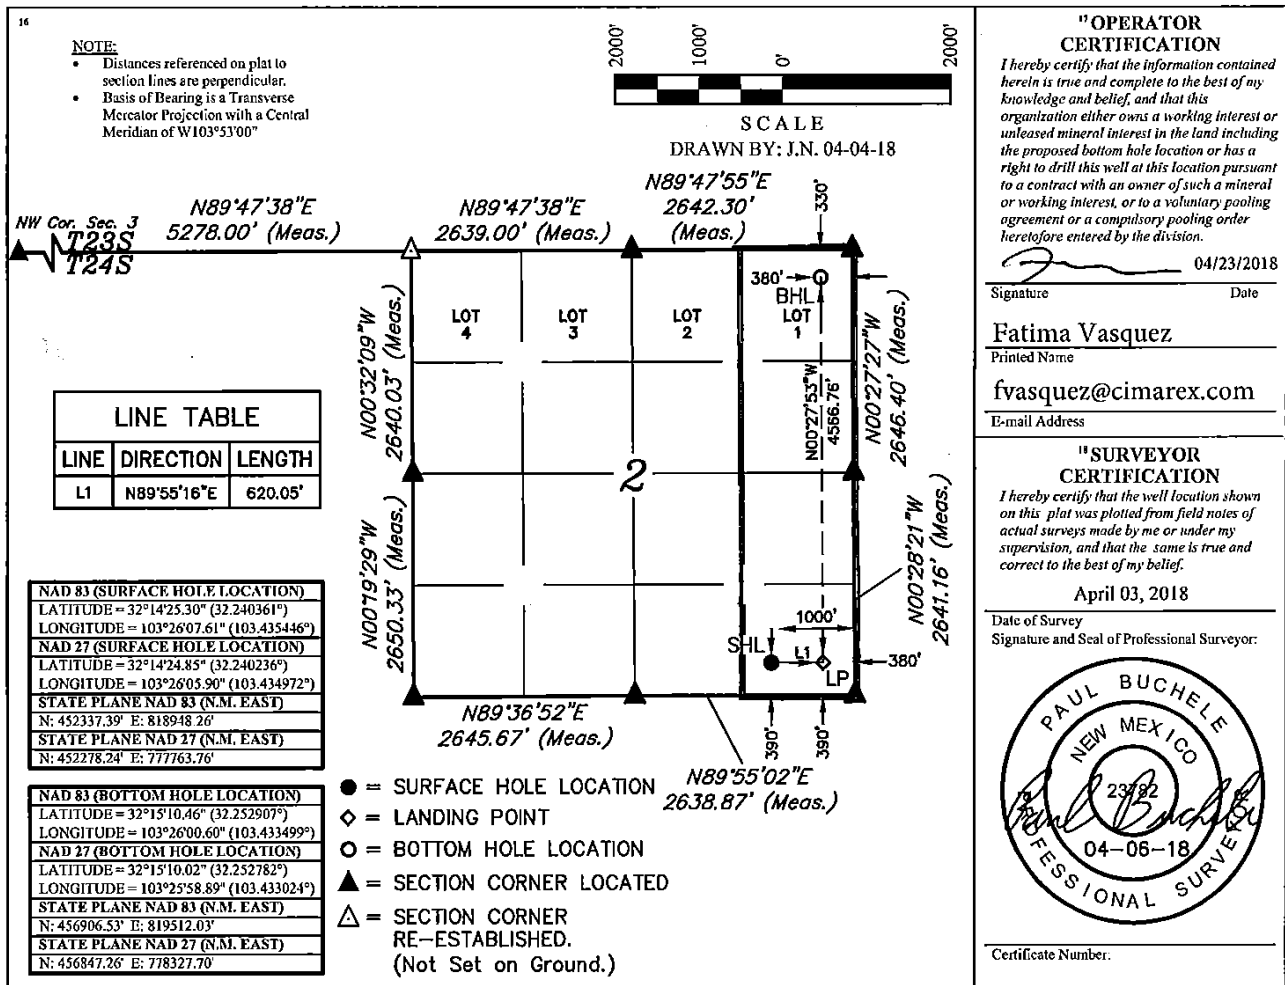 16
NOTE:
• Distances referenced on plat to
section lines are perpendicular.
• Basis of Bearing is a Transverse
Mercator Projection with a Central
Meridian of W103°53'00"
2000'
1000'
0'
2000'
SCALE
DRAWN BY: J.N. 04-04-18
NW Cor. Sec. 3
T23S
T24S
N89°47'38"E
5278.00' (Meas.)
N89°47'38"E
2639.00' (Meas.)
N89°47'55"E
2642.30'
(Meas.)
330'
380'
BHL
LOT
4
LOT
3
LOT
2
LOT
1
N00°32'09"W
2640.03' (Meas.)
N00°27'53"W
4566.76'
N00°27'27"W
2646.40' (Meas.)
2
N00°19'29"W
2650.33' (Meas.)
N00°28'21"W
2641.16' (Meas.)
1000'
SHL
L1
LP
380'
390'
390'
N89°36'52"E
2645.67' (Meas.)
N89°55'02"E
2638.87' (Meas.)
LINE TABLE
LINE DIRECTION LENGTH
L1 N89°55'16"E 620.05'
NAD 83 (SURFACE HOLE LOCATION)
LATITUDE = 32°14'25.30" (32.240361°)
LONGITUDE = 103°26'07.61" (103.435446°)
NAD 27 (SURFACE HOLE LOCATION)
LATITUDE = 32°14'24.85" (32.240236°)
LONGITUDE = 103°26'05.90" (103.434972°)
STATE PLANE NAD 83 (N.M. EAST)
N: 452337.39' E: 818948.26'
STATE PLANE NAD 27 (N.M. EAST)
N: 452278.24' E: 777763.76'
NAD 83 (BOTTOM HOLE LOCATION)
LATITUDE = 32°15'10.46" (32.252907°)
LONGITUDE = 103°26'00.60" (103.433499°)
NAD 27 (BOTTOM HOLE LOCATION)
LATITUDE = 32°15'10.02" (32.252782°)
LONGITUDE = 103°25'58.89" (103.433024°)
STATE PLANE NAD 83 (N.M. EAST)
N: 456906.53' E: 819512.03'
STATE PLANE NAD 27 (N.M. EAST)
N: 456847.26' E: 778327.70'
● = SURFACE HOLE LOCATION
◇ = LANDING POINT
○ = BOTTOM HOLE LOCATION
▲ = SECTION CORNER LOCATED
△ = SECTION CORNER
RE-ESTABLISHED.
(Not Set on Ground.)
"OPERATOR
CERTIFICATION
I hereby certify that the information contained
herein is true and complete to the best of my
knowledge and belief, and that this
organization either owns a working interest or
unleased mineral interest in the land including
the proposed bottom hole location or has a
right to drill this well at this location pursuant
to a contract with an owner of such a mineral
or working interest, or to a voluntary pooling
agreement or a compulsory pooling order
heretofore entered by the division.
04/23/2018
Signature Date
Fatima Vasquez
Printed Name
fvasquez@cimarex.com
E-mail Address
"SURVEYOR
CERTIFICATION
I hereby certify that the well location shown
on this plat was plotted from field notes of
actual surveys made by me or under my
supervision, and that the same is true and
correct to the best of my belief.
April 03, 2018
Date of Survey
Signature and Seal of Professional Surveyor:
PAUL BUCHELE
NEW MEXICO
23782
Paul Buchele
04-06-18
PROFESSIONAL SURVEYOR
Certificate Number: